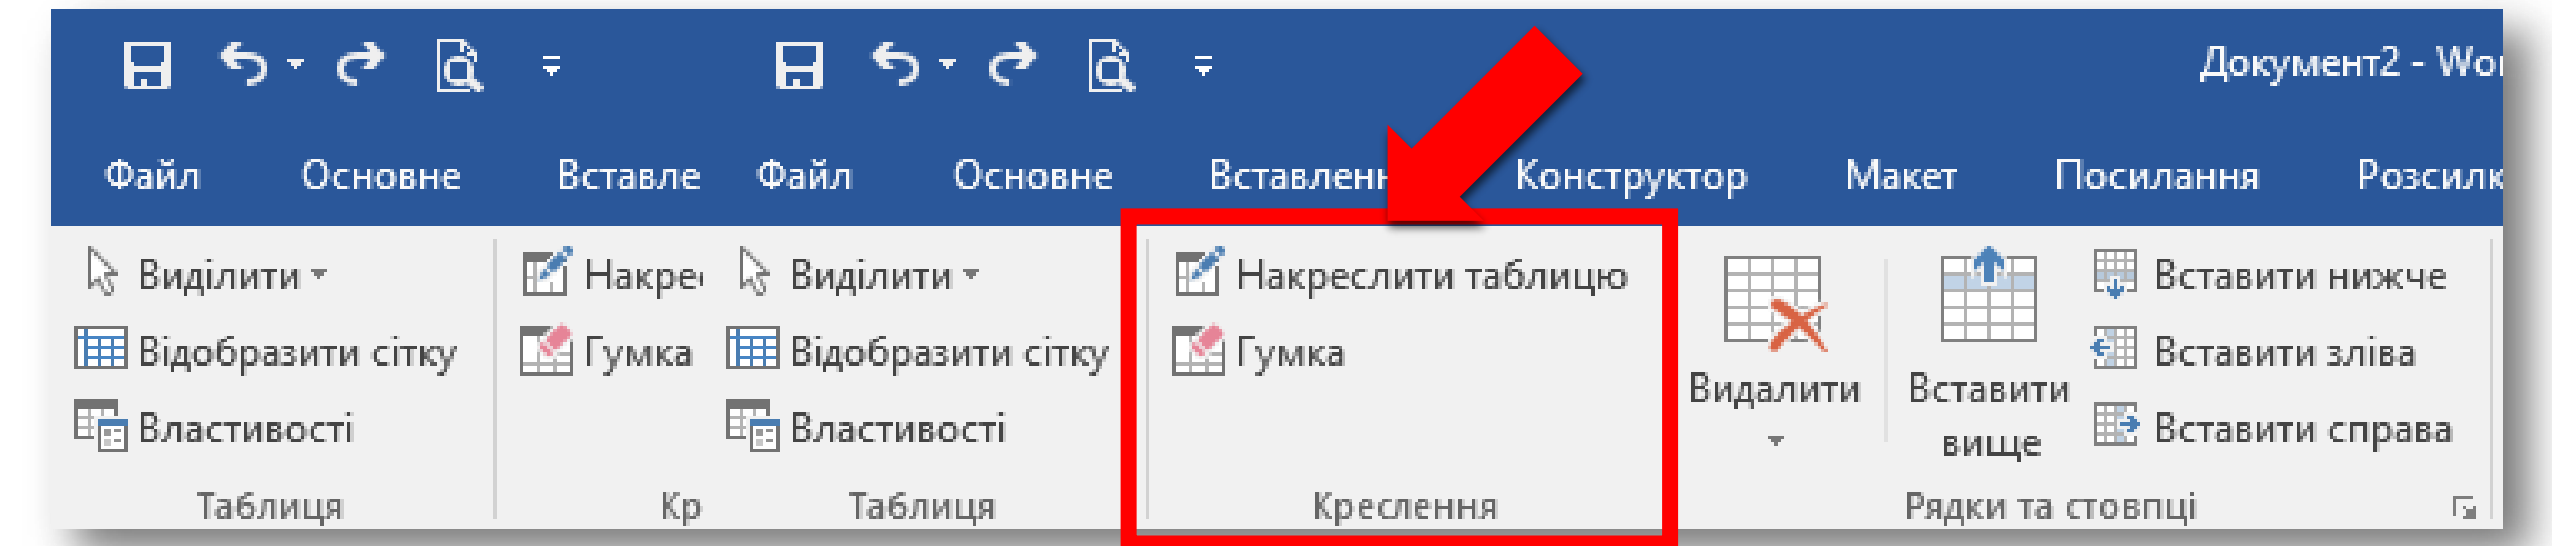 Документ2 - Wor
Файл Основне Вставле Файл Основне Вставленн Конструктор Макет Посилання Розсилк
Виділити Накре Виділити Накреслити таблицю Вставити нижче
Відобразити сітку Гумка Відобразити сітку Гумка Вставити зліва
Видалити Вставити вище
Властивості Властивості Вставити справа
Таблиця Кр Таблиця Креслення Рядки та стовпці